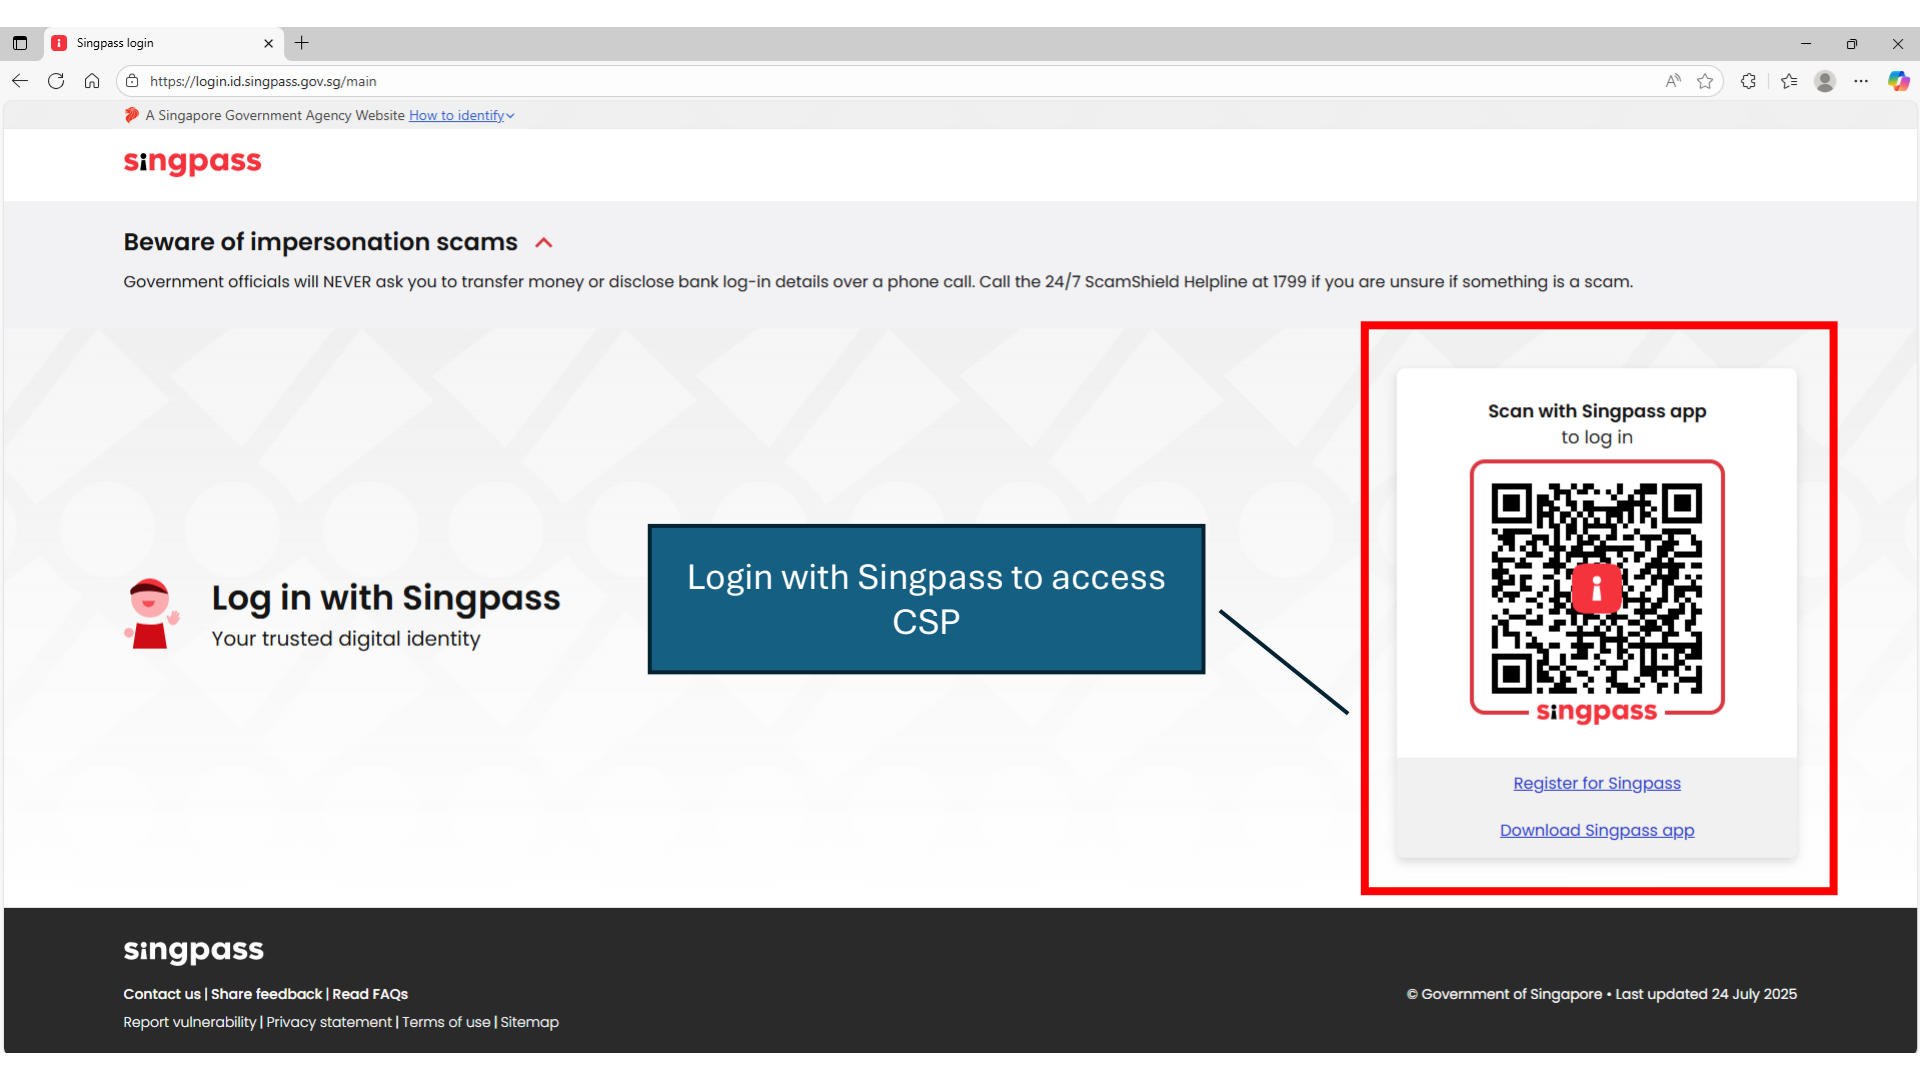 Singpass login
https://login.id.singpass.gov.sg/main
A Singapore Government Agency Website How to identify
singpass
Beware of impersonation scams
Government officials will NEVER ask you to transfer money or disclose bank log-in details over a phone call. Call the 24/7 ScamShield Helpline at 1799 if you are unsure if something is a scam.
Scan with Singpass app
to log in
singpass
Log in with Singpass
Your trusted digital identity
Login with Singpass to access
CSP
Register for Singpass
Download Singpass app
singpass
Contact us | Share feedback | Read FAQs
Report vulnerability | Privacy statement | Terms of use | Sitemap
© Government of Singapore • Last updated 24 July 2025